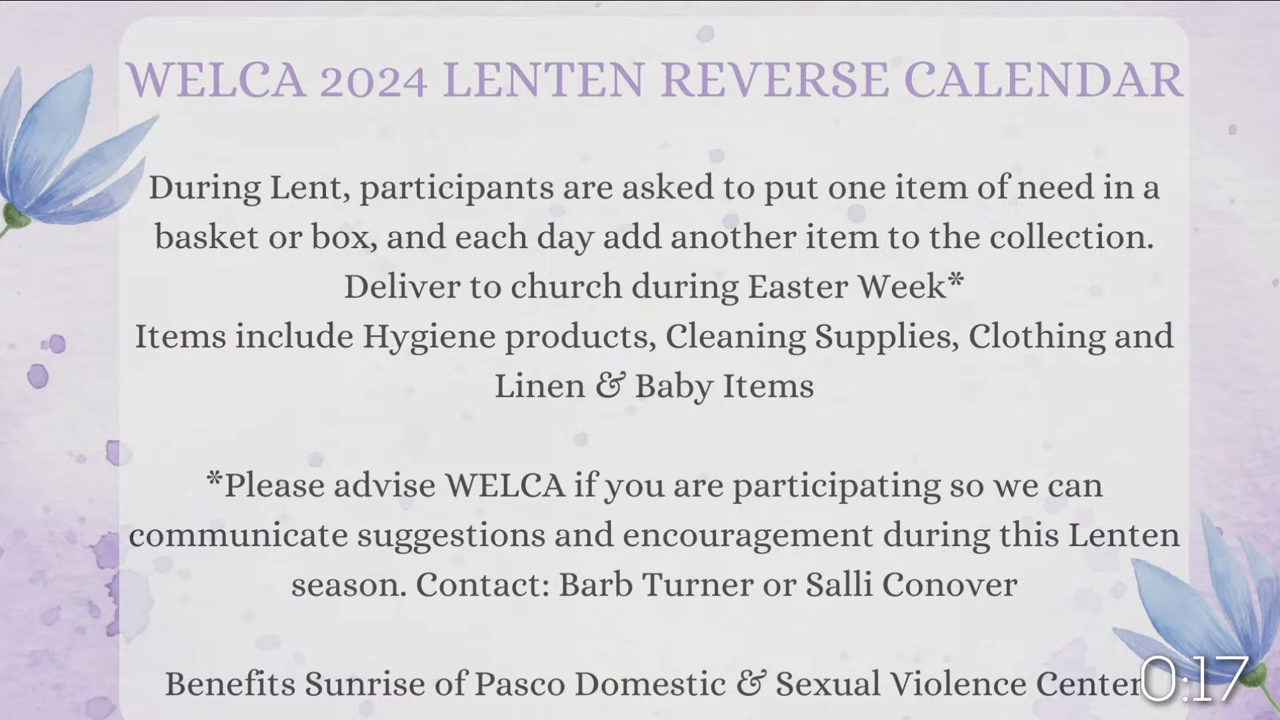 WELCA 2024 LENTEN REVERSE CALENDAR
During Lent, participants are asked to put one item of need in a
basket or box, and each day add another item to the collection.
Deliver to church during Easter Week*
Items include Hygiene products, Cleaning Supplies, Clothing and
Linen & Baby Items
*Please advise WELCA if you are participating so we can
communicate suggestions and encouragement during this Lenten
season. Contact: Barb Turner or Salli Conover
Benefits Sunrise of Pasco Domestic & Sexual Violence Center
0:17